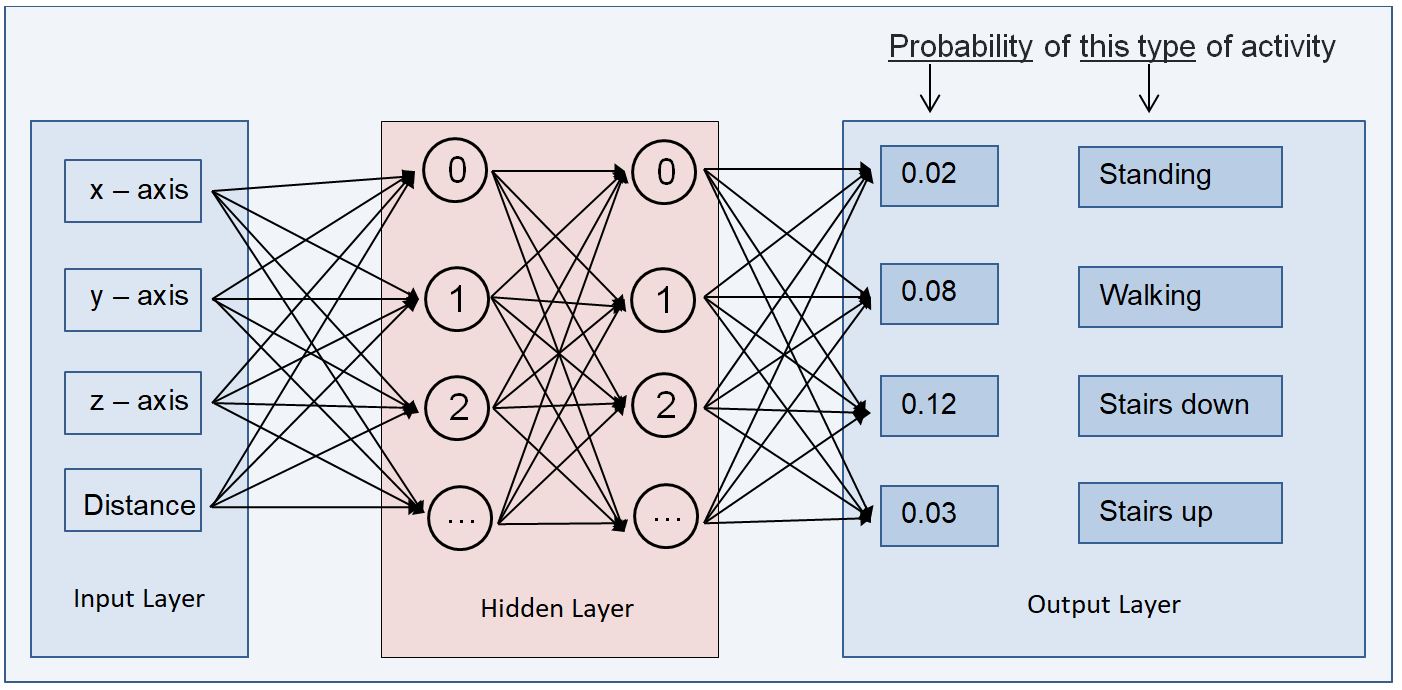 Probability of this type of activity
x – axis
y – axis
z – axis
Distance
Input Layer
0
1
2
...
0
1
2
...
Hidden Layer
0.02
Standing
0.08
Walking
0.12
Stairs down
0.03
Stairs up
Output Layer